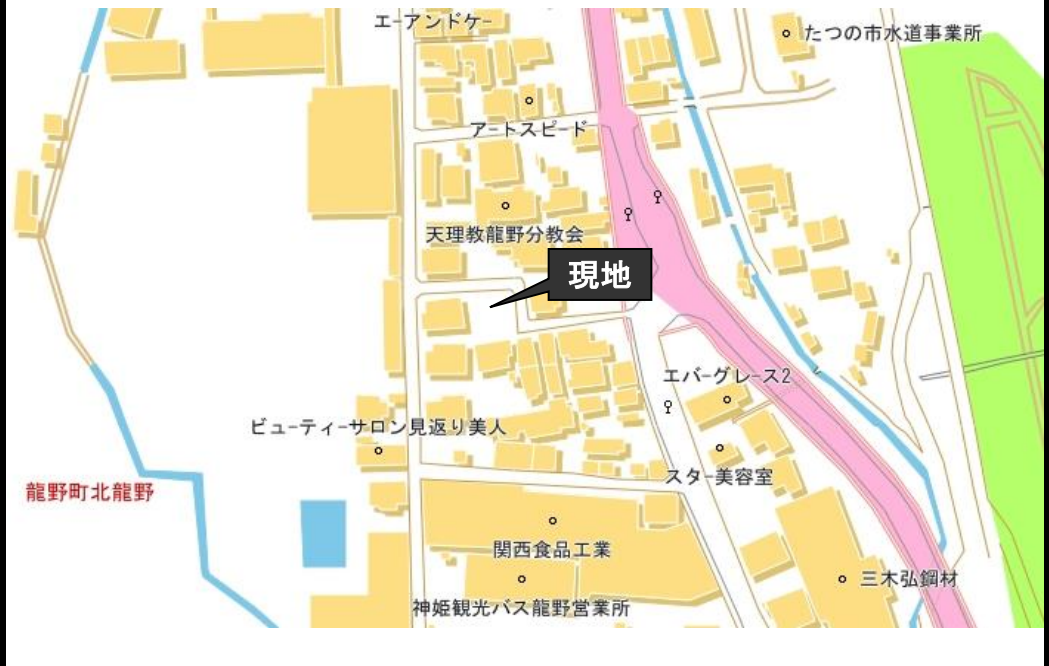 エーアンドケー
たつの市水道事業所
アートスピード
天理教龍野分教会
現地
エバーグレース2
ビューティーサロン見返り美人
スター美容室
龍野町北龍野
関西食品工業
三木弘鋼材
神姫観光バス龍野営業所